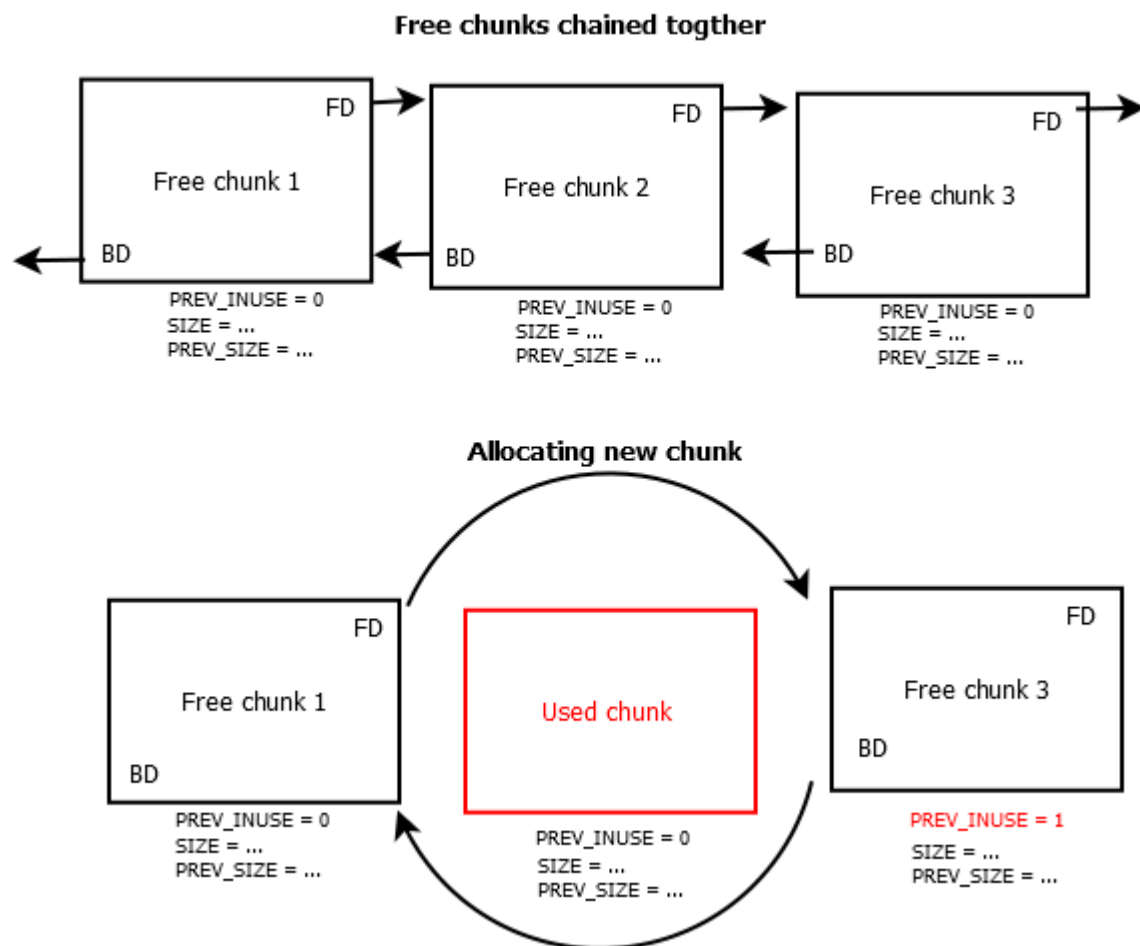 Free chunks chained togther
FD
FD
FD
Free chunk 1
Free chunk 2
Free chunk 3
BD
BD
BD
PREV_INUSE = 0
SIZE = ...
PREV_SIZE = ...
PREV_INUSE = 0
SIZE = ...
PREV_SIZE = ...
PREV_INUSE = 0
SIZE = ...
PREV_SIZE = ...
Allocating new chunk
FD
FD
Free chunk 1
Used chunk
Free chunk 3
BD
BD
PREV_INUSE = 0
SIZE = ...
PREV_SIZE = ...
PREV_INUSE = 0
SIZE = ...
PREV_SIZE = ...
PREV_INUSE = 1
SIZE = ...
PREV_SIZE = ...